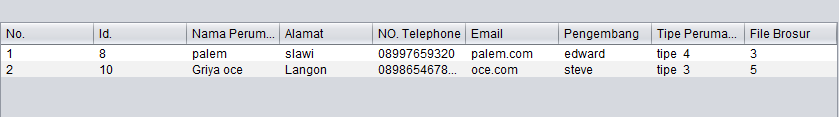 No. Id. Nama Perum... Alamat NO. Telephone Email Pengembang Tipe Peruma... File Brosur
1 8 palem slawi 08997659320 palem.com edward tipe 4 3
2 10 Griya oce Langon 0898654678... oce.com steve tipe 3 5